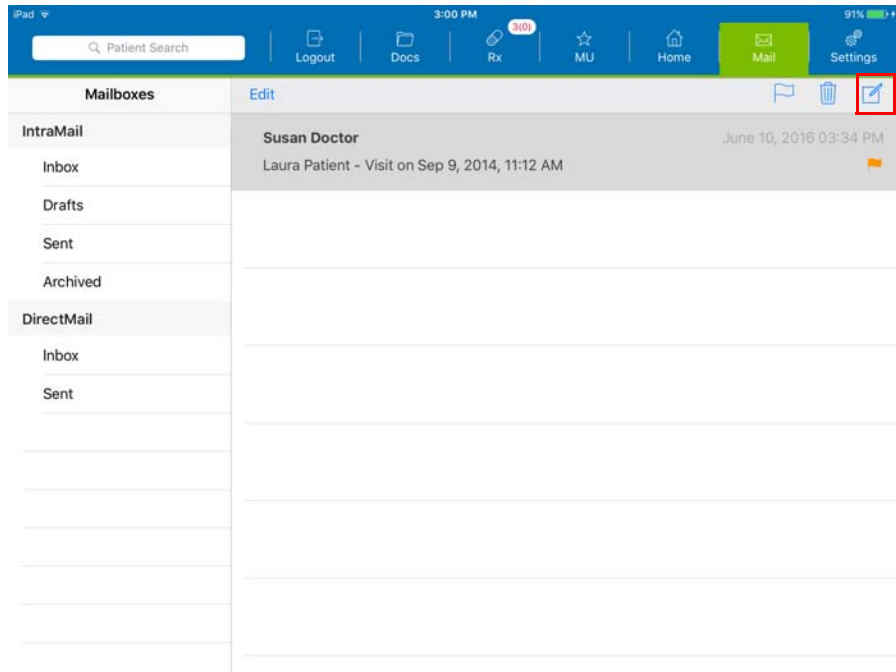 iPad 3:00 PM 91%
Patient Search
3(0)
Logout Docs Rx MU Home Mail Settings
Mailboxes Edit
IntraMail
Inbox
Drafts
Sent
Archived
DirectMail
Inbox
Sent
Susan Doctor June 10, 2016 03:34 PM
Laura Patient - Visit on Sep 9, 2014, 11:12 AM